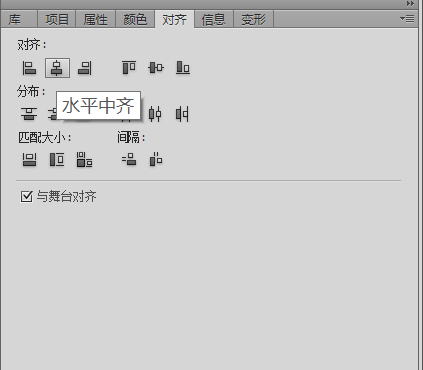 库 项目 属性 颜色 对齐 信息 变形
对齐:
分布:
水平中齐
匹配大小: 间隔:
与舞台对齐